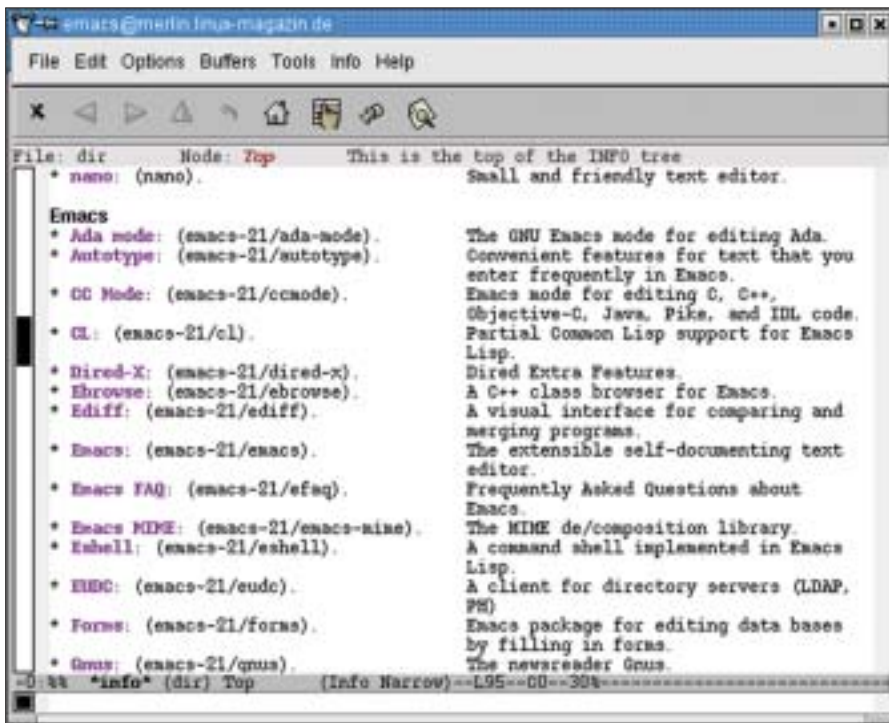 emacs@merlin.linux-magazin.de
File Edit Options Buffers Tools Info Help
File: dir Node: Top This is the top of the INFO tree
* nano: (nano). Small and friendly text editor.
Emacs
* Ada mode: (emacs-21/ada-mode). The GNU Emacs mode for editing Ada.
* Autotype: (emacs-21/autotype). Convenient features for text that you
enter frequently in Emacs.
* CC Mode: (emacs-21/ccmode). Emacs mode for editing C, C++,
Objective-C, Java, Pike, and IDL code.
* CL: (emacs-21/cl). Partial Common Lisp support for Emacs
Lisp.
* Dired-X: (emacs-21/dired-x). Dired Extra Features.
* Ebrowse: (emacs-21/ebrowse). A C++ class browser for Emacs.
* Ediff: (emacs-21/ediff). A visual interface for comparing and
merging programs.
* Emacs: (emacs-21/emacs). The extensible self-documenting text
editor.
* Emacs FAQ: (emacs-21/efaq). Frequently Asked Questions about
Emacs.
* Emacs MIME: (emacs-21/emacs-mime). The MIME de/composition library.
* Eshell: (emacs-21/eshell). A command shell implemented in Emacs
Lisp.
* EUDC: (emacs-21/eudc). A client for directory servers (LDAP,
PH)
* Forms: (emacs-21/forms). Emacs package for editing data bases
by filling in forms.
* Gnus: (emacs-21/gnus). The newsreader Gnus.
-0:%% *info* (dir) Top (Info Narrow)--L95--C0--30%--------------------------